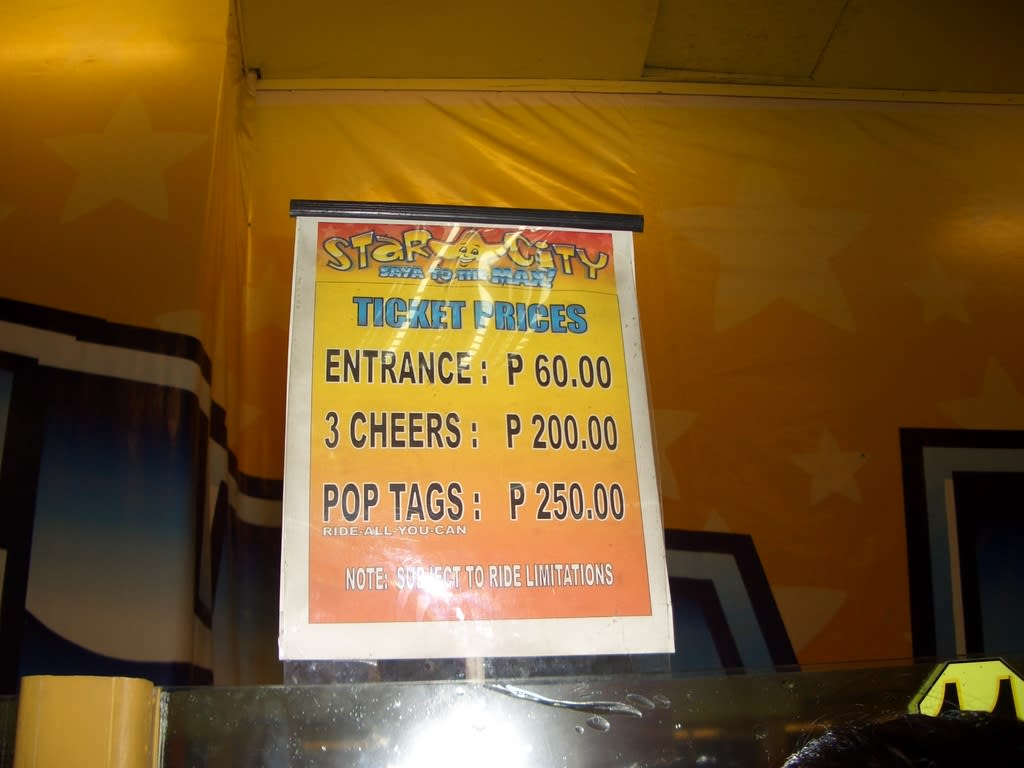 STAR CITY
SAYA TO THE MAX!
TICKET PRICES
ENTRANCE : P 60.00
3 CHEERS : P 200.00
POP TAGS : P 250.00
RIDE-ALL-YOU-CAN
NOTE: SUBJECT TO RIDE LIMITATIONS